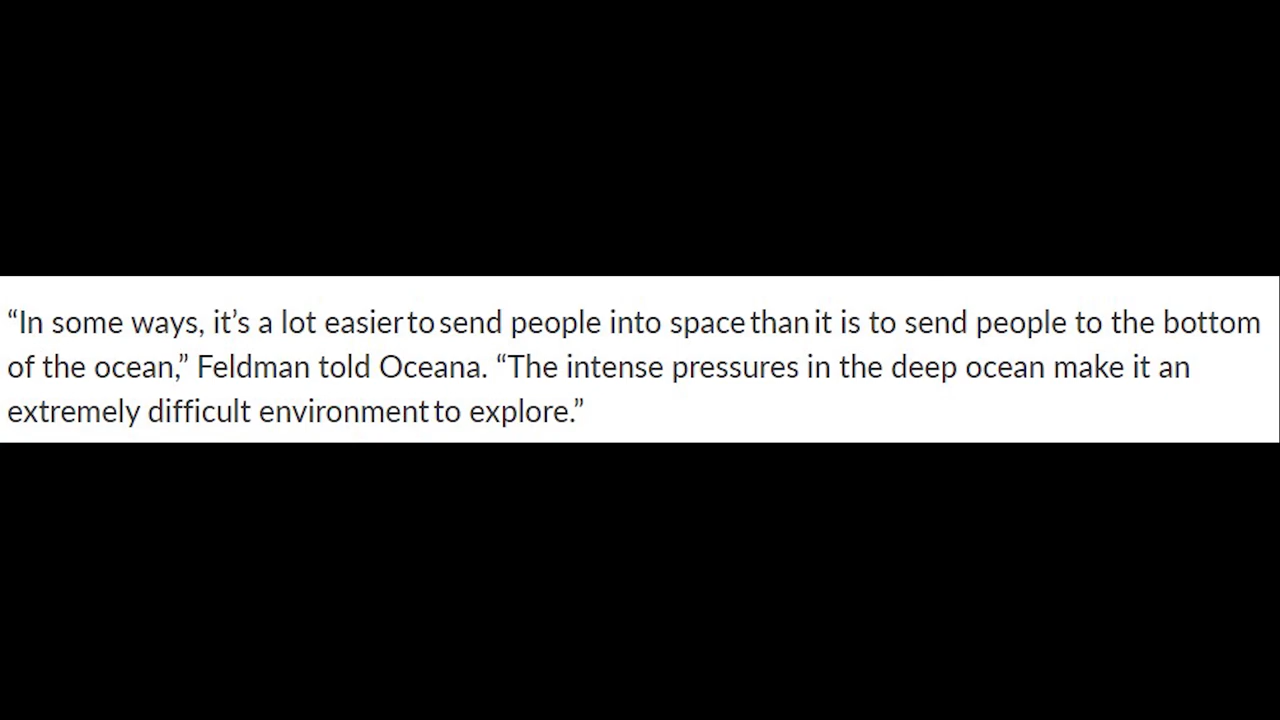 “In some ways, it’s a lot easier to send people into space than it is to send people to the bottom
of the ocean,” Feldman told Oceana. “The intense pressures in the deep ocean make it an
extremely difficult environment to explore.”